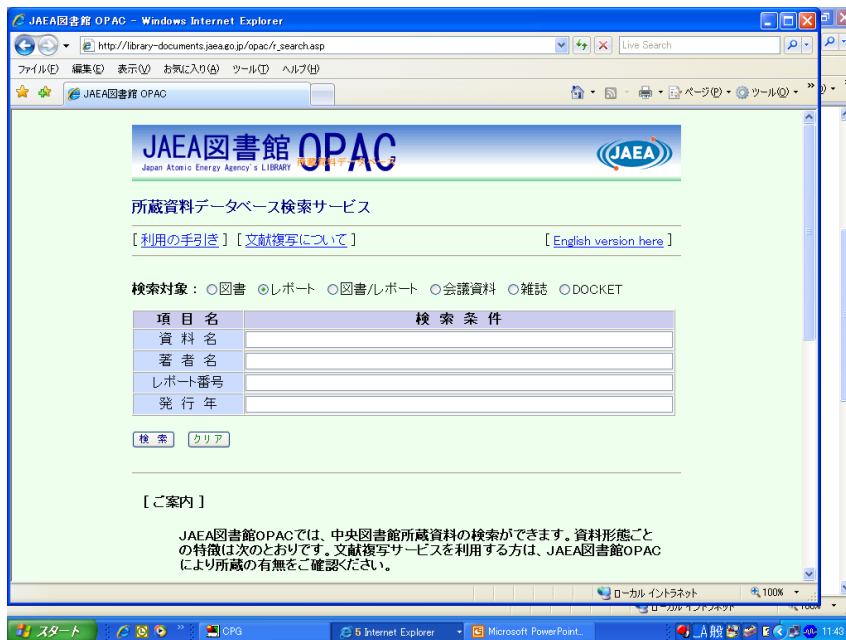 JAEA図書館 OPAC - Windows Internet Explorer
http://library-documents.jaea.go.jp/opac/r_search.asp
Live Search
ファイル(F) 編集(E) 表示(V) お気に入り(A) ツール(T) ヘルプ(H)
JAEA図書館 OPAC
ページ(P) ツール(O)
JAEA図書館 OPAC
Japan Atomic Energy Agency's LIBRARY
所蔵資料データベース
JAEA
所蔵資料データベース検索サービス
[ 利用の手引き ] [ 文献複写について ] [ English version here ]
検索対象： 図書 レポート 図書/レポート 会議資料 雑誌 DOCKET
項 目 名 検 索 条 件
資 料 名
著 者 名
レポート番号
発 行 年
検 索 クリア
[ ご案内 ]
JAEA図書館OPACでは、中央図書館所蔵資料の検索ができます。資料形態ごと
の特徴は次のとおりです。文献複写サービスを利用する方は、JAEA図書館OPAC
により所蔵の有無をご確認ください。
ローカル イントラネット 100%
スタート CPG 5 Internet Explorer Microsoft PowerPoint... A 般 11:43